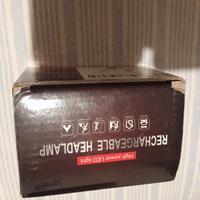 High power LED light
RECHARGEABLE HEADLAMP